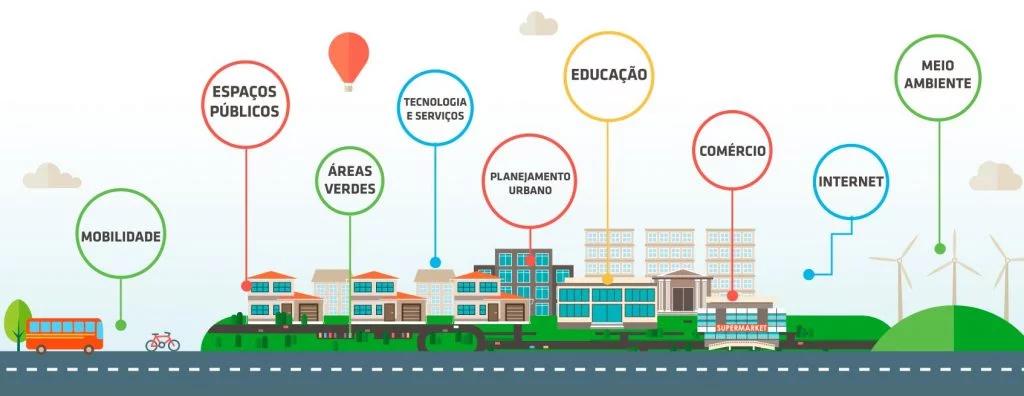 MOBILIDADE
ESPAÇOS
PÚBLICOS
ÁREAS
VERDES
TECNOLOGIA
E SERVIÇOS
PLANEJAMENTO
URBANO
EDUCAÇÃO
COMÉRCIO
SUPERMARKET
INTERNET
MEIO
AMBIENTE